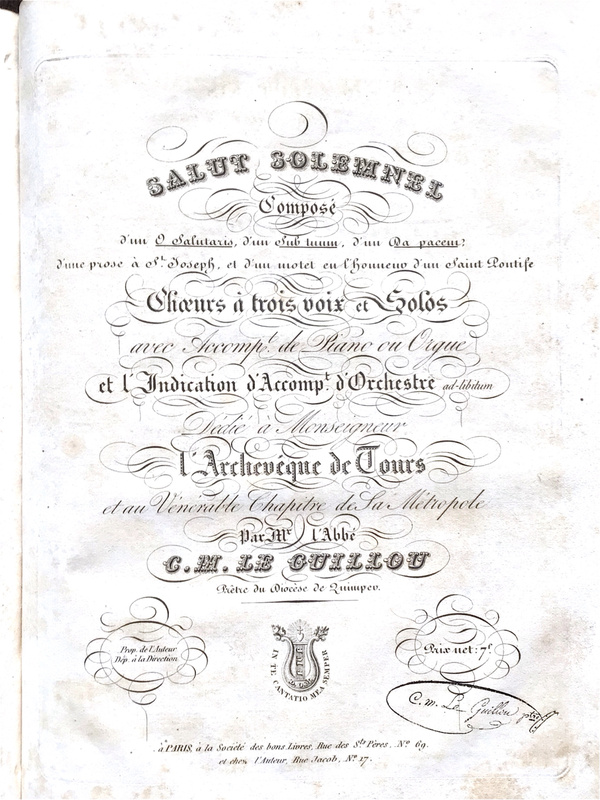 SALUT SOLEMNEL
Composé
d'un O Salutaris, d'un Sub tuum, d'un Da pacem,
d'une prose à St. Joseph, et d'un motet en l'honneur d'un Saint Pontife
Chœurs à trois voix et Solos
avec Accompt. de Piano ou Orgue
et l'Indication d'Accompt. d'Orchestre ad-libitum
Dédié à Monseigneur
l'Archevêque de Tours
et au Vénérable Chapitre de Sa Métropole
Par Mr. l'Abbé
C. M. LE GUILLOU
Prêtre du Diocèse de Quimper.
Prop. de l'Auteur
Dép. à la Direction
IN TE CANTATIO MEA SEMPER
Prix net: 7f
C. m. Le Guillou ptre
à PARIS, à la Société des bons Livres, Rue des Sts. Pères, No. 69.
et chez l'Auteur, Rue Jacob, No. 17.